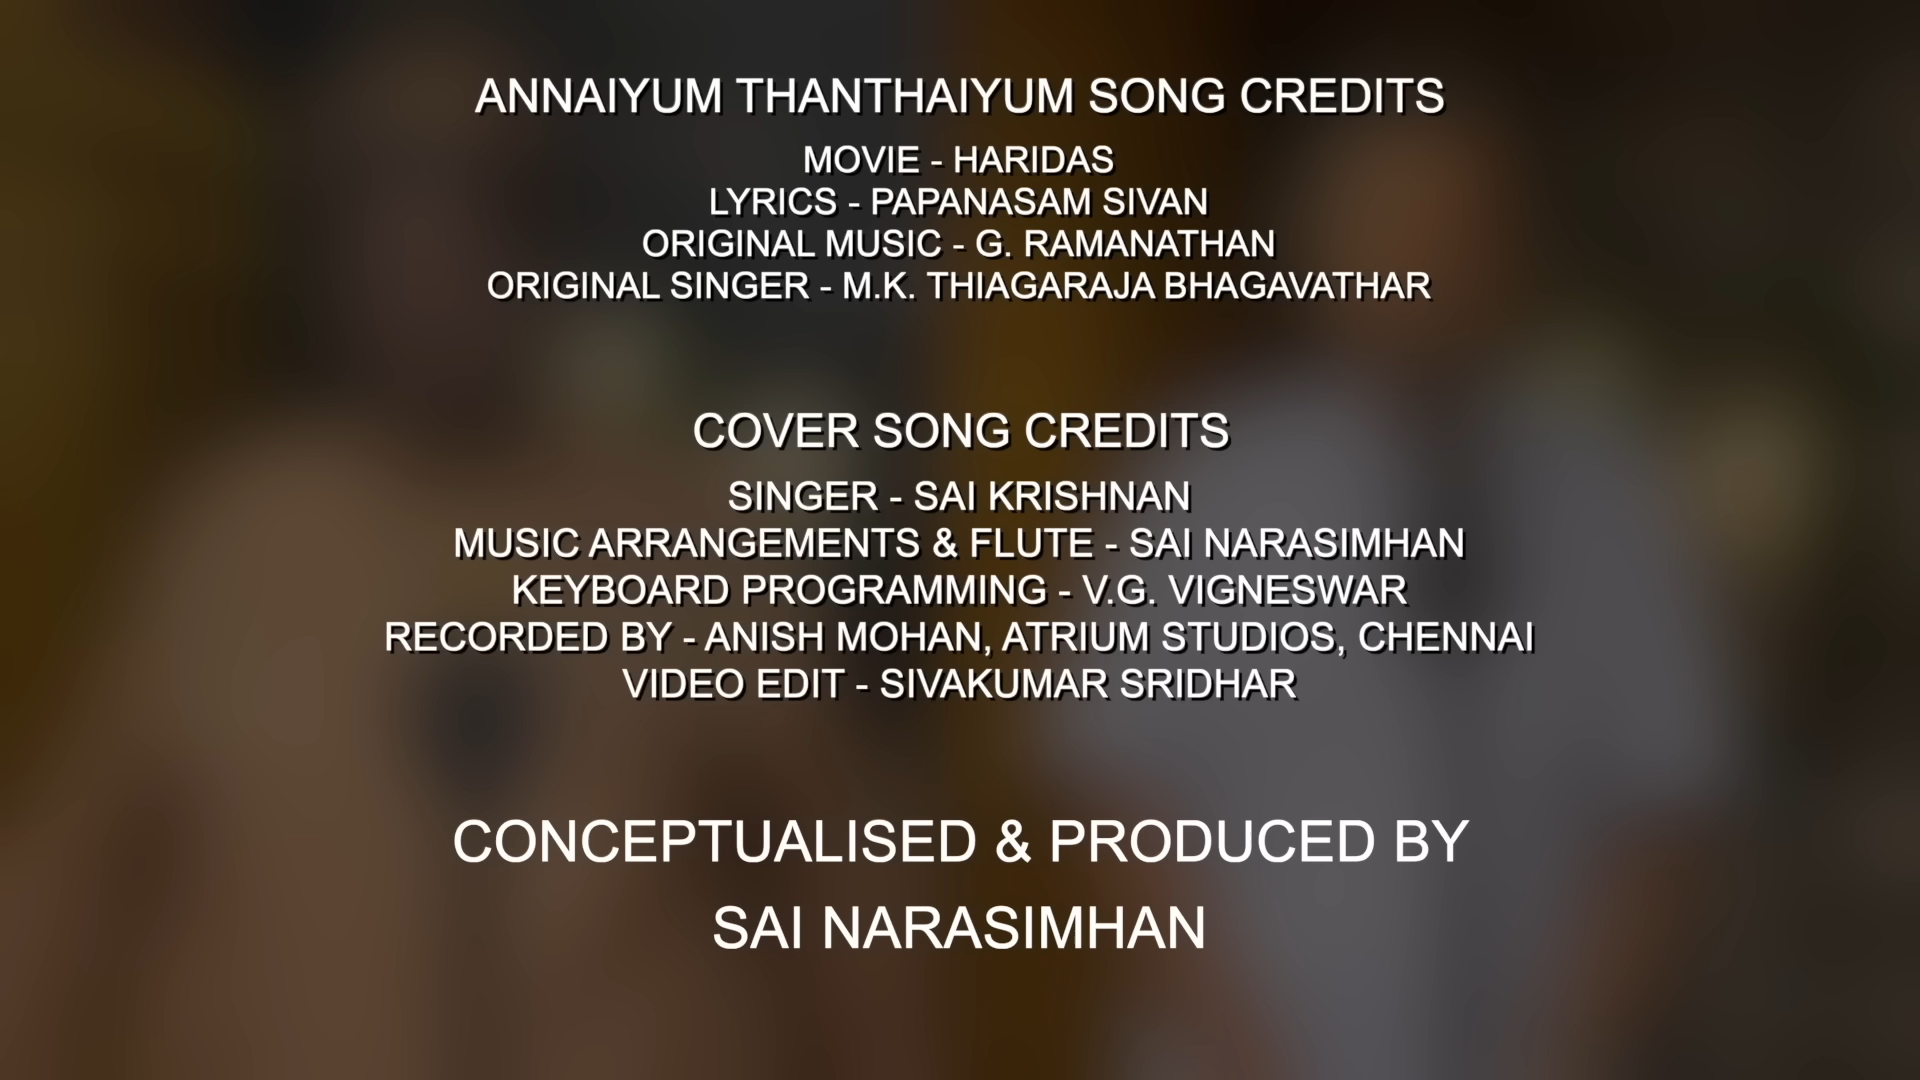 ANNAIYUM THANTHAIYUM SONG CREDITS
MOVIE - HARIDAS
LYRICS - PAPANASAM SIVAN
ORIGINAL MUSIC - G. RAMANATHAN
ORIGINAL SINGER - M.K. THIAGARAJA BHAGAVATHAR
COVER SONG CREDITS
SINGER - SAI KRISHNAN
MUSIC ARRANGEMENTS & FLUTE - SAI NARASIMHAN
KEYBOARD PROGRAMMING - V.G. VIGNESWAR
RECORDED BY - ANISH MOHAN, ATRIUM STUDIOS, CHENNAI
VIDEO EDIT - SIVAKUMAR SRIDHAR
CONCEPTUALISED & PRODUCED BY
SAI NARASIMHAN